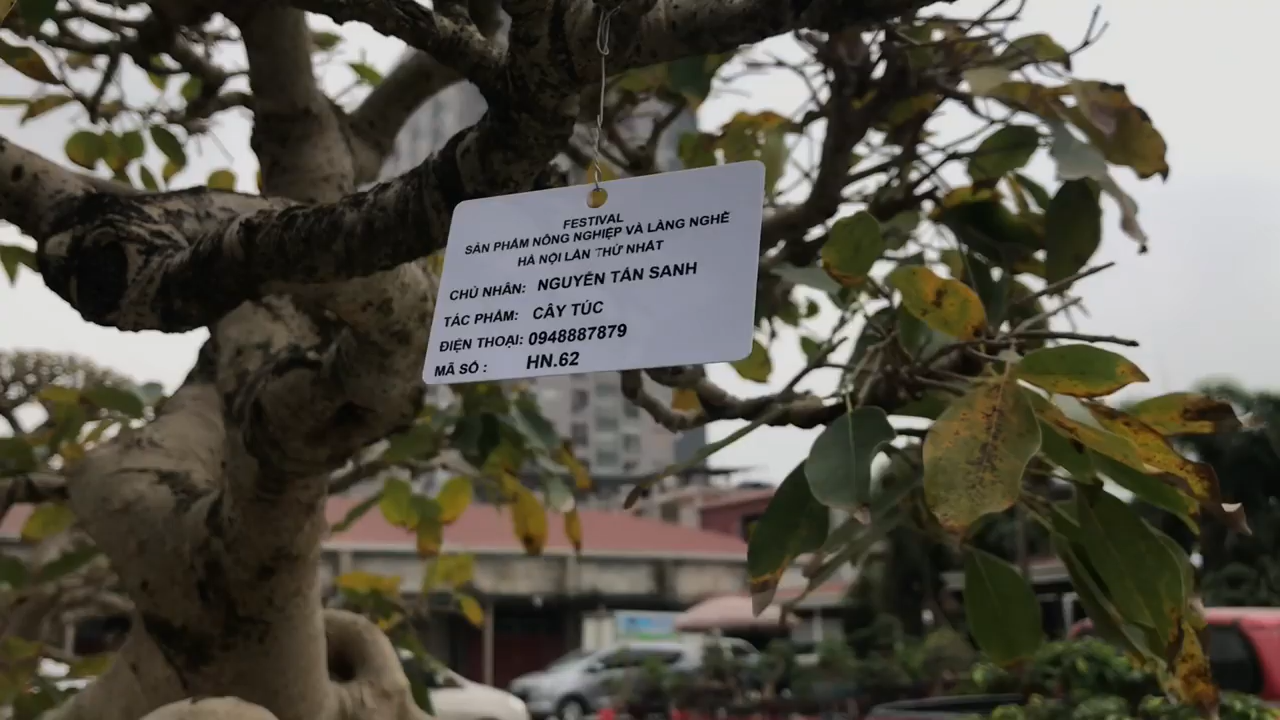 FESTIVAL
SẢN PHẨM NÔNG NGHIỆP VÀ LÀNG NGHỀ
HÀ NỘI LẦN THỨ NHẤT
CHỦ NHÂN: NGUYỄN TẤN SANH
TÁC PHẨM: CÂY TÚC
ĐIỆN THOẠI: 0948887879
MÃ SỐ : HN.62